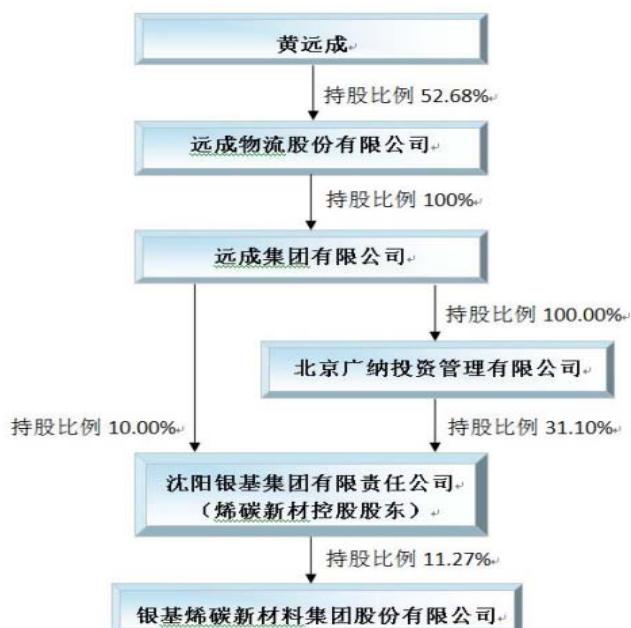 黄远成
持股比例 52.68%
远成物流股份有限公司
持股比例 100%
远成集团有限公司
持股比例 100.00%
北京广纳投资管理有限公司
持股比例 10.00%
持股比例 31.10%
沈阳银基集团有限责任公司
（烯碳新材控股股东）
持股比例 11.27%
银基烯碳新材料集团股份有限公司